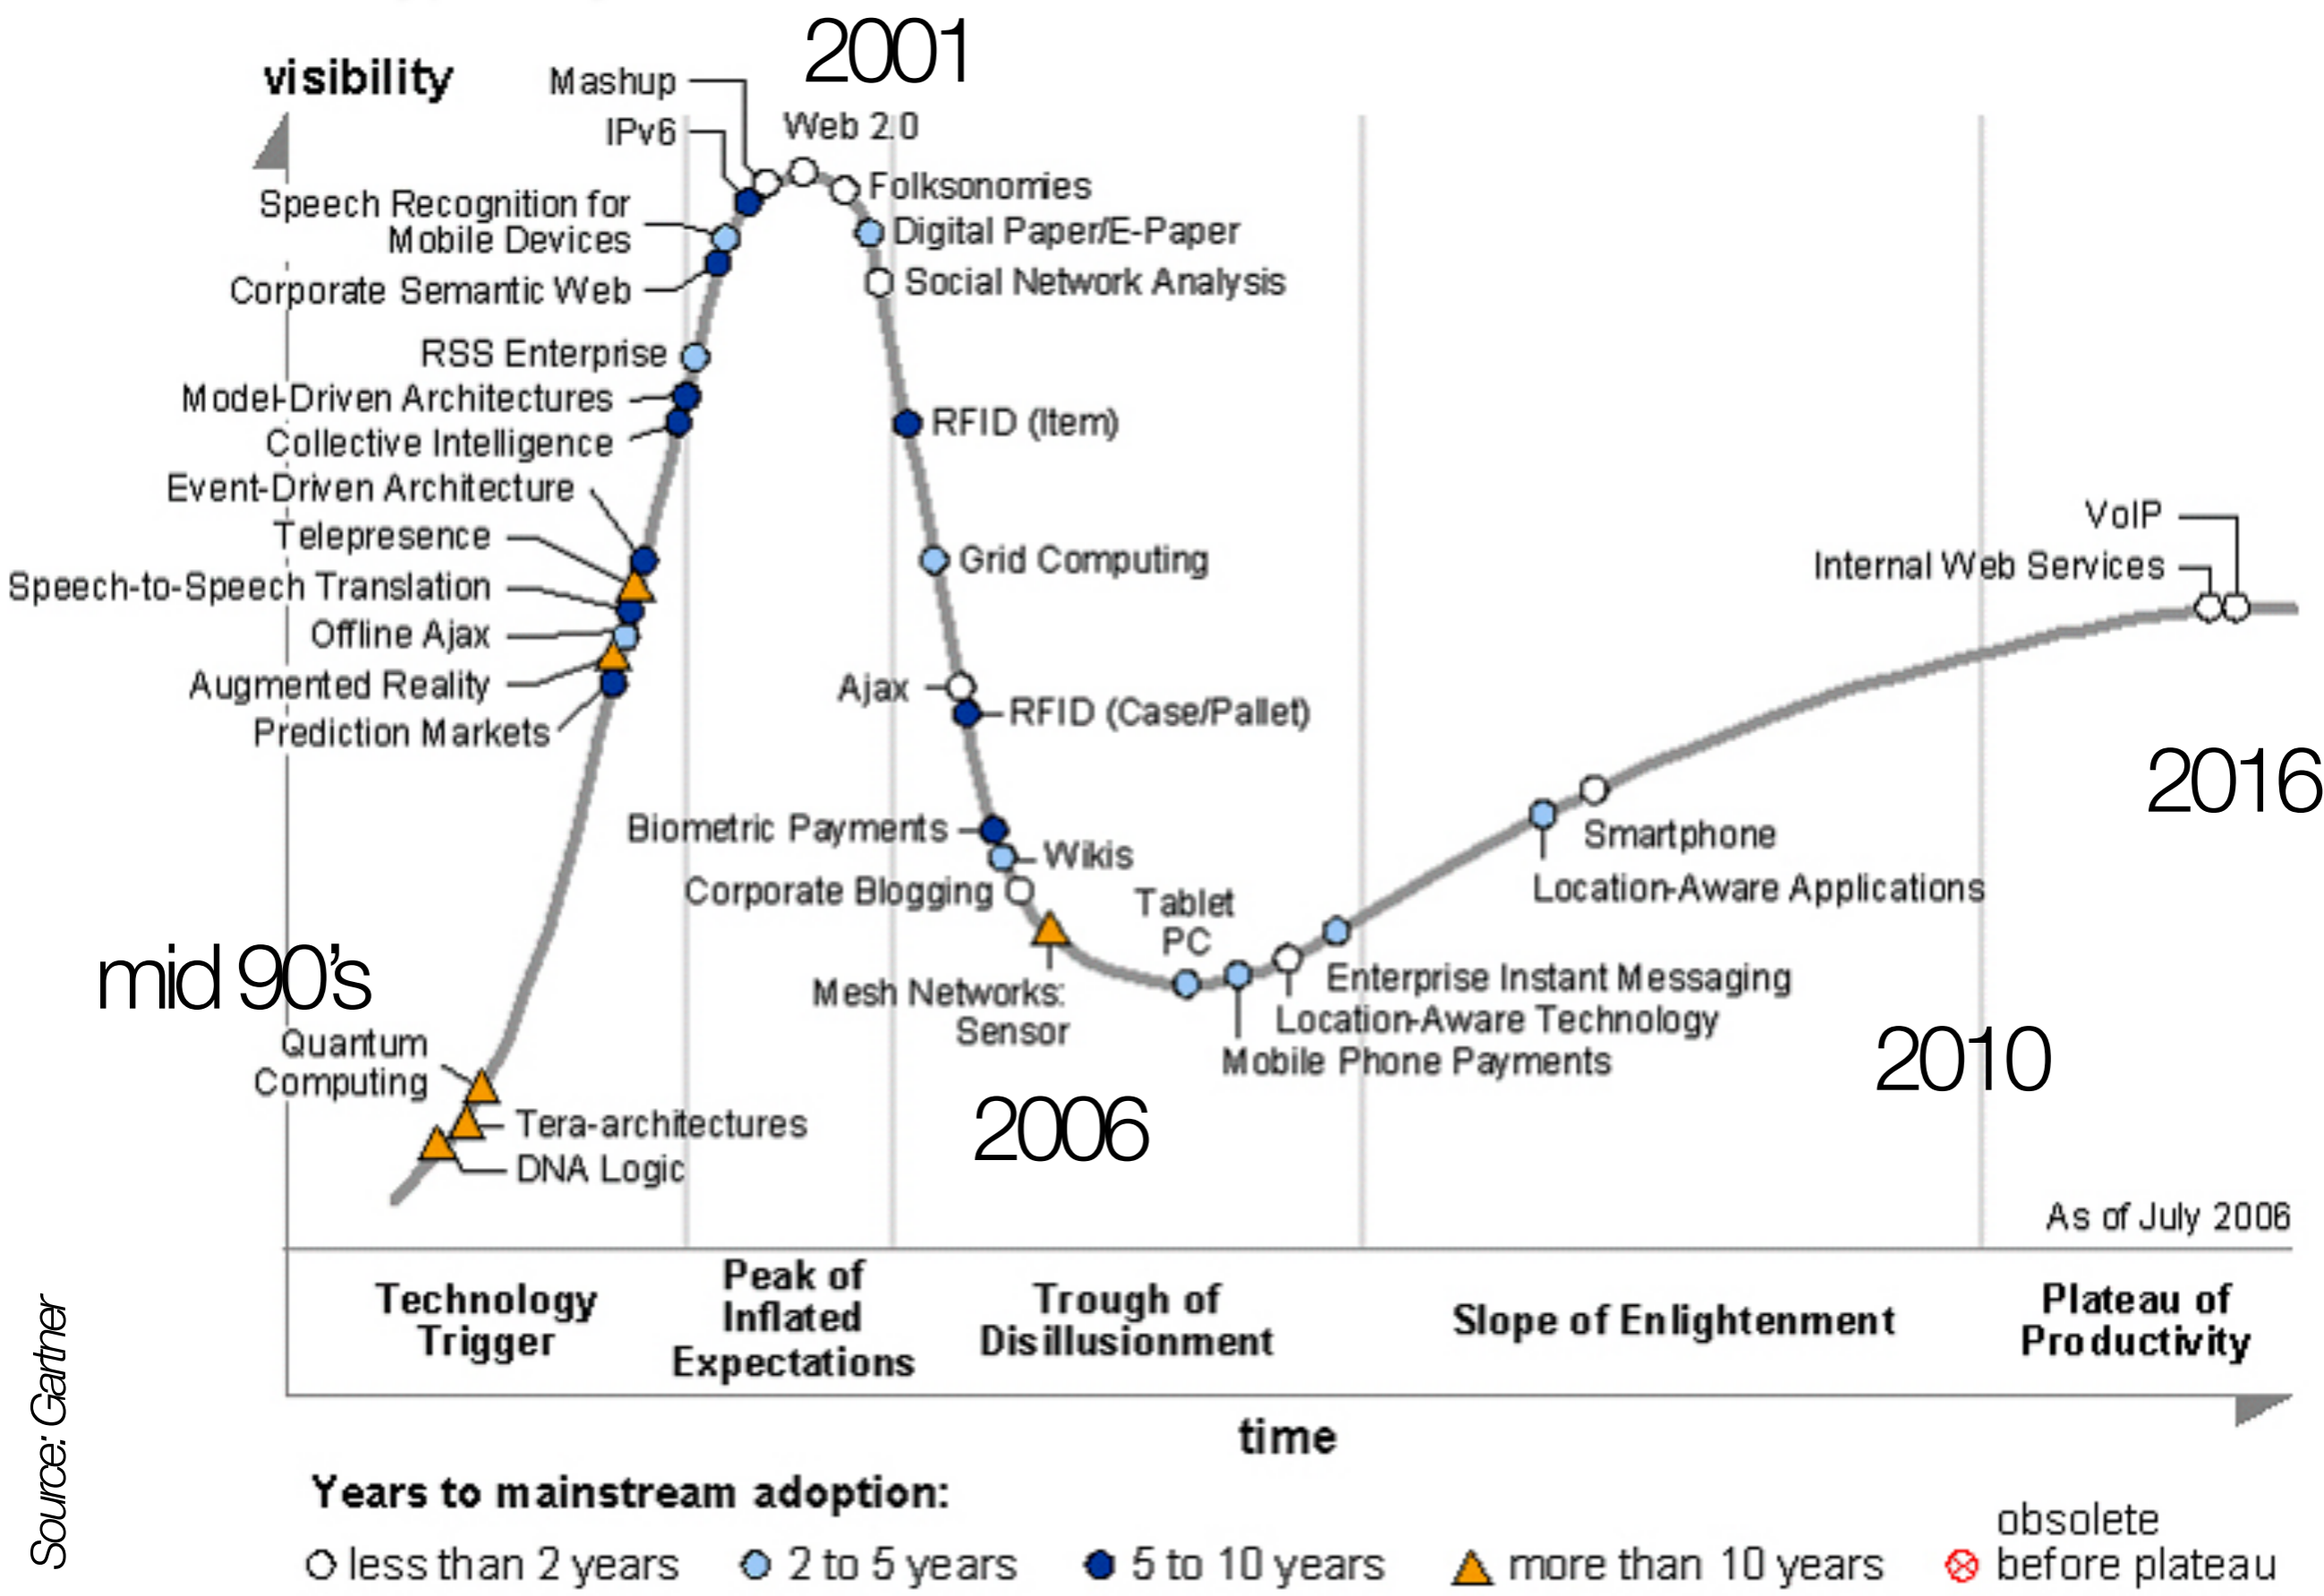 2001
visibility
Mashup
Web 2.0
IPv6
Folksonomies
Speech Recognition for
Mobile Devices
Digital Paper/E-Paper
Corporate Semantic Web
Social Network Analysis
RSS Enterprise
Model-Driven Architectures
RFID (Item)
Collective Intelligence
Event-Driven Architecture
Telepresence
VoIP
Grid Computing
Internal Web Services
Speech-to-Speech Translation
Offline Ajax
Augmented Reality
Ajax
RFID (Case/Pallet)
Prediction Markets
2016
Biometric Payments
Smartphone
Wikis
Corporate Blogging
Location-Aware Applications
Tablet
PC
mid 90's
Enterprise Instant Messaging
Mesh Networks:
Sensor
Location-Aware Technology
Mobile Phone Payments
Quantum
Computing
2010
Tera-architectures
2006
DNA Logic
As of July 2006
Technology
Trigger
Peak of
Inflated
Expectations
Trough of
Disillusionment
Slope of Enlightenment
Plateau of
Productivity
time
Source: Gartner
Years to mainstream adoption:
less than 2 years
2 to 5 years
5 to 10 years
more than 10 years
obsolete
before plateau